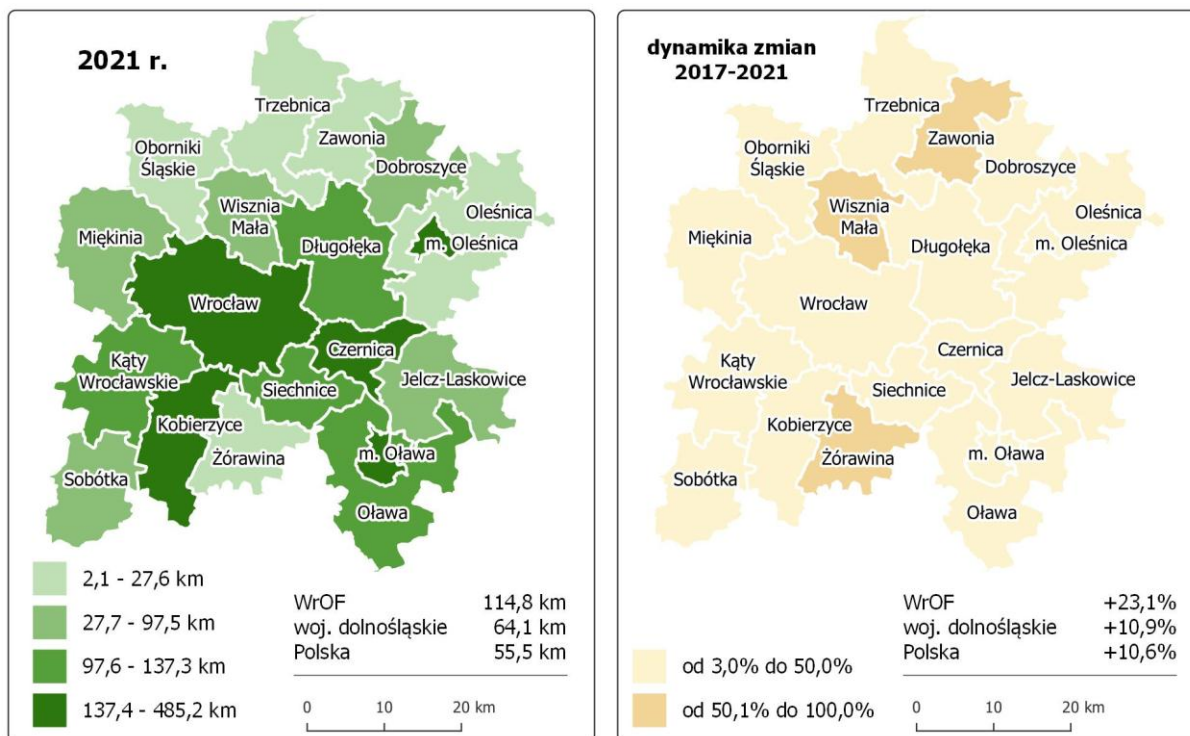 2021 r.
Trzebnica
Zawonia
Oborniki
Śląskie
Dobroszyce
Wisznia
Mała
Oleśnica
m. Oleśnica
Miękinia
Długołęka
Wrocław
Czernica
Kąty
Wrocławskie
Siechnice
Jelcz-Laskowice
Kobierzyce
m. Oława
Żórawina
Sobótka
Oława
2,1 - 27,6 km
27,7 - 97,5 km
97,6 - 137,3 km
137,4 - 485,2 km
WrOF 114,8 km
woj. dolnośląskie 64,1 km
Polska 55,5 km
0 10 20 km
dynamika zmian
2017-2021
Trzebnica
Zawonia
Oborniki
Śląskie
Dobroszyce
Wisznia
Mała
Oleśnica
m. Oleśnica
Miękinia
Długołęka
Wrocław
Czernica
Kąty
Wrocławskie
Siechnice
Jelcz-Laskowice
Kobierzyce
m. Oława
Żórawina
Sobótka
Oława
od 3,0% do 50,0%
od 50,1% do 100,0%
WrOF +23,1%
woj. dolnośląskie +10,9%
Polska +10,6%
0 10 20 km